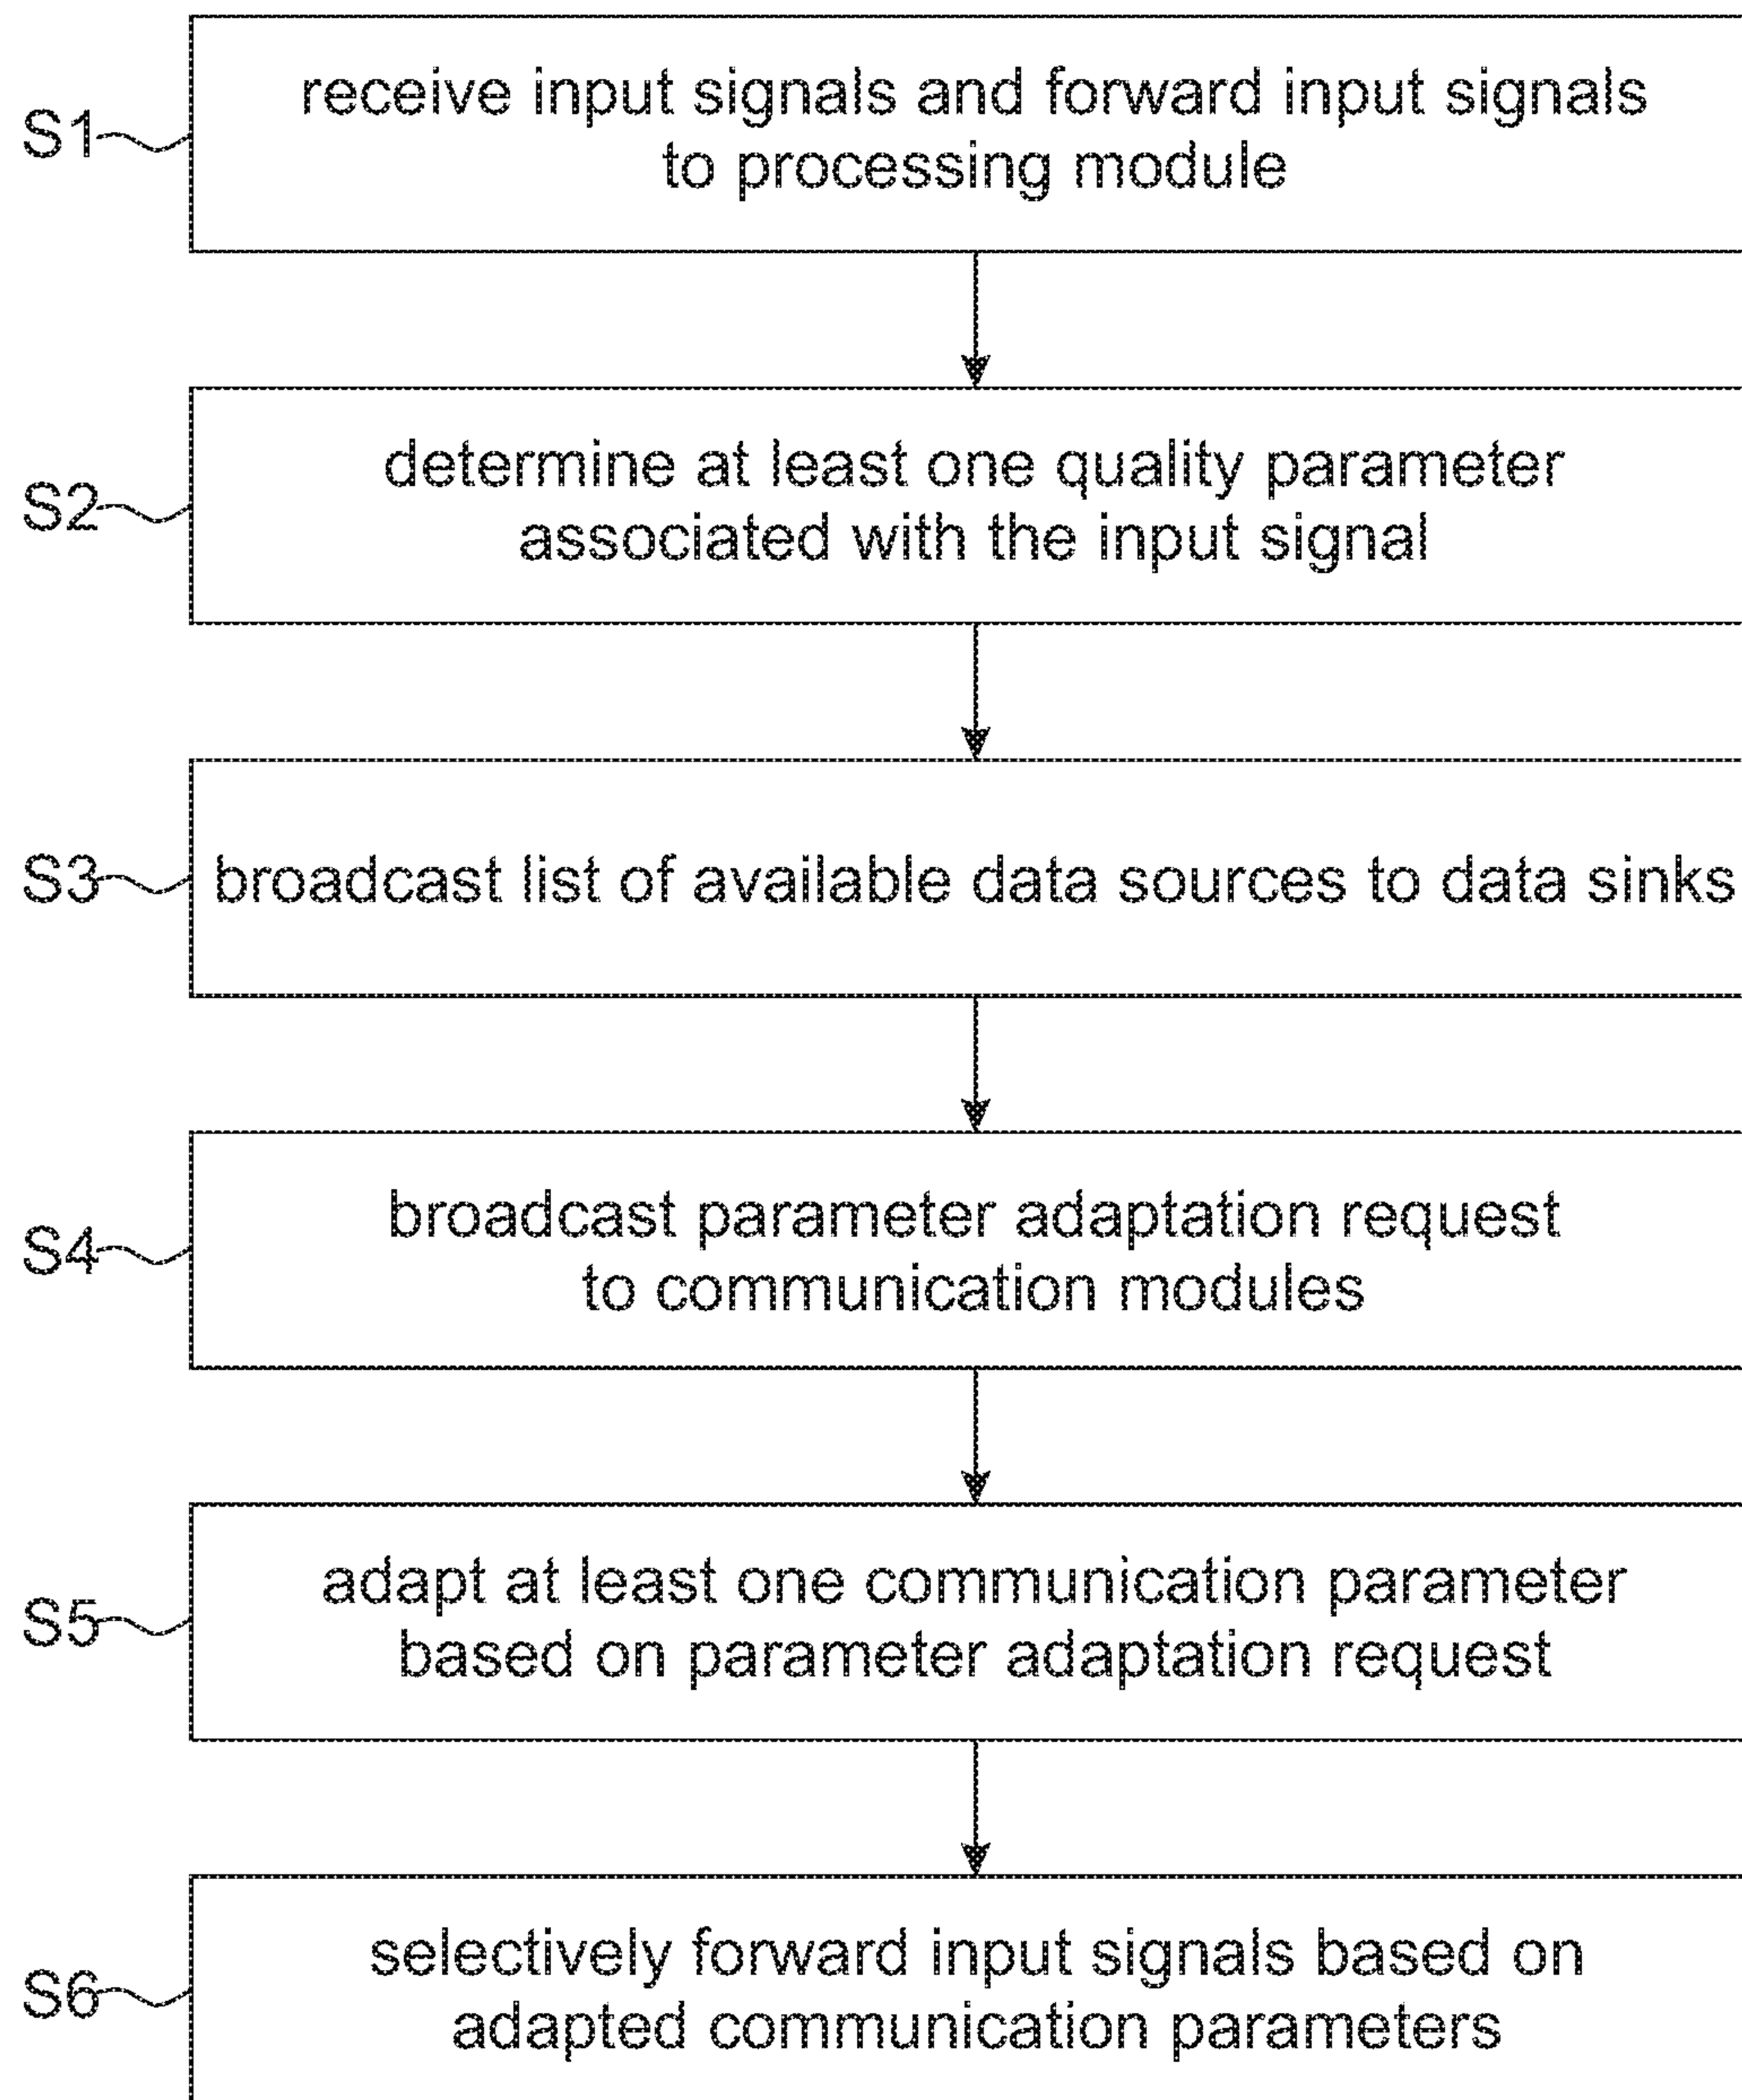 S1
receive input signals and forward input signals
to processing module
S2
determine at least one quality parameter
associated with the input signal
S3
broadcast list of available data sources to data sinks
S4
broadcast parameter adaptation request
to communication modules
S5
adapt at least one communication parameter
based on parameter adaptation request
S6
selectively forward input signals based on
adapted communication parameters